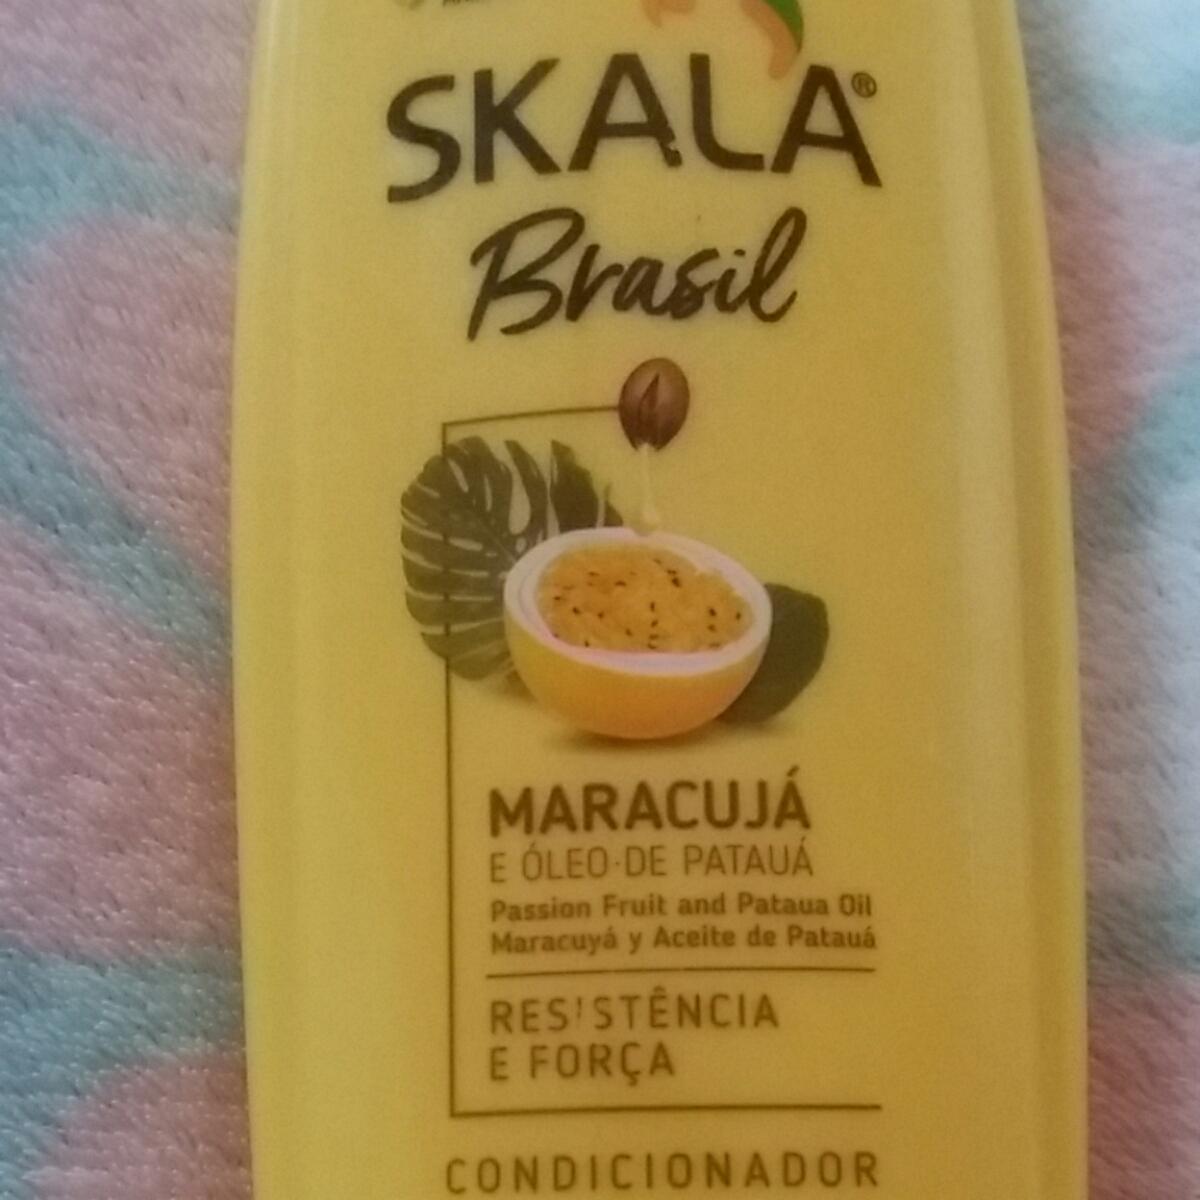 SKALA®
Brasil
MARACUJÁ
E ÓLEO DE PATAUÁ
Passion Fruit and Pataua Oil
Maracuyá y Aceite de Patauá
RESISTÊNCIA
E FORÇA
CONDICIONADOR